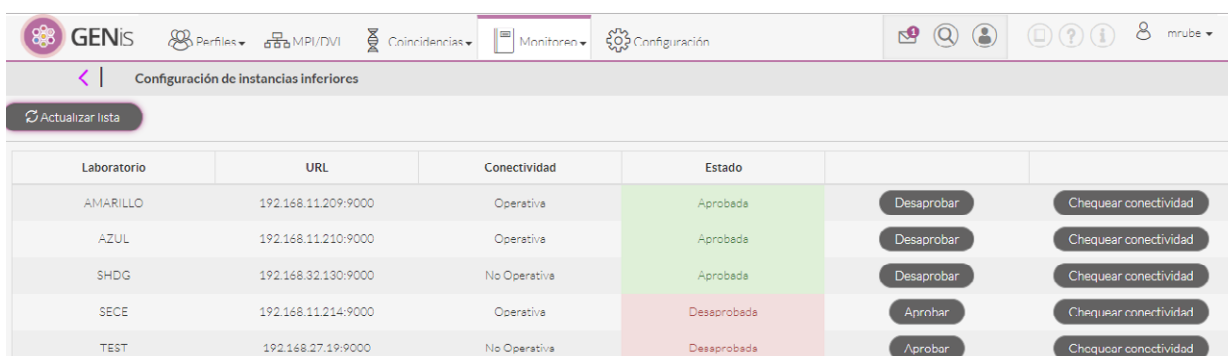 GENis Perfiles MPI/DVI Coincidencias Monitoreo Configuración 1 mrube
Configuración de instancias inferiores
Actualizar lista
Laboratorio URL Conectividad Estado
AMARILLO 192.168.11.209:9000 Operativa Aprobada Desaprobar Chequear conectividad
AZUL 192.168.11.210:9000 Operativa Aprobada Desaprobar Chequear conectividad
SHDG 192.168.32.130:9000 No Operativa Aprobada Desaprobar Chequear conectividad
SECE 192.168.11.214:9000 Operativa Desaprobada Aprobar Chequear conectividad
TEST 192.168.27.19:9000 No Operativa Desaprobada Aprobar Chequear conectividad